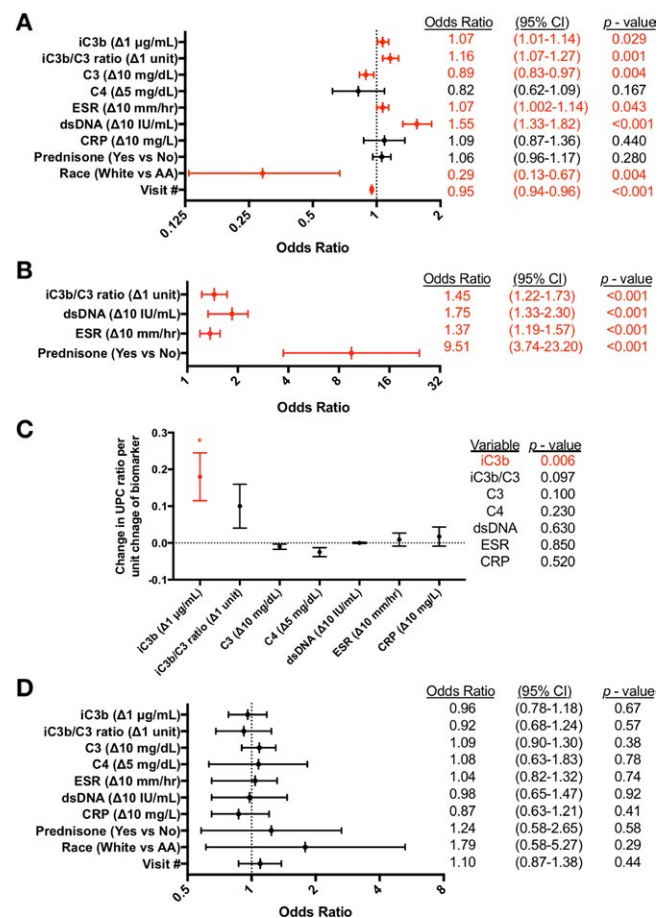 A
Odds Ratio (95% CI) p - value
iC3b (Δ1 µg/mL) 1.07 (1.01-1.14) 0.029
iC3b/C3 ratio (Δ1 unit) 1.16 (1.07-1.27) 0.001
C3 (Δ10 mg/dL) 0.89 (0.83-0.97) 0.004
C4 (Δ5 mg/dL) 0.82 (0.62-1.09) 0.167
ESR (Δ10 mm/hr) 1.07 (1.002-1.14) 0.043
dsDNA (Δ10 IU/mL) 1.55 (1.33-1.82) <0.001
CRP (Δ10 mg/L) 1.09 (0.87-1.36) 0.440
Prednisone (Yes vs No) 1.06 (0.96-1.17) 0.280
Race (White vs AA) 0.29 (0.13-0.67) 0.004
Visit # 0.95 (0.94-0.96) <0.001
0.125 0.25 0.5 1 2
Odds Ratio
B
Odds Ratio (95% CI) p - value
iC3b/C3 ratio (Δ1 unit) 1.45 (1.22-1.73) <0.001
dsDNA (Δ10 IU/mL) 1.75 (1.33-2.30) <0.001
ESR (Δ10 mm/hr) 1.37 (1.19-1.57) <0.001
Prednisone (Yes vs No) 9.51 (3.74-23.20) <0.001
1 2 4 8 16 32
Odds Ratio
C
Change in UPC ratio per
unit chnage of biomarker
0.3
0.2
0.1
0.0
-0.1
*
iC3b (Δ1 µg/mL)
iC3b/C3 ratio (Δ1 unit)
C3 (Δ10 mg/dL)
C4 (Δ5 mg/dL)
dsDNA (Δ10 IU/mL)
ESR (Δ10 mm/hr)
CRP (Δ10 mg/L)
Variable p - value
iC3b 0.006
iC3b/C3 0.097
C3 0.100
C4 0.230
dsDNA 0.630
ESR 0.850
CRP 0.520
D
Odds Ratio (95% CI) p - value
iC3b (Δ1 µg/mL) 0.96 (0.78-1.18) 0.67
iC3b/C3 ratio (Δ1 unit) 0.92 (0.68-1.24) 0.57
C3 (Δ10 mg/dL) 1.09 (0.90-1.30) 0.38
C4 (Δ5 mg/dL) 1.08 (0.63-1.83) 0.78
ESR (Δ10 mm/hr) 1.04 (0.82-1.32) 0.74
dsDNA (Δ10 IU/mL) 0.98 (0.65-1.47) 0.92
CRP (Δ10 mg/L) 0.87 (0.63-1.21) 0.41
Prednisone (Yes vs No) 1.24 (0.58-2.65) 0.58
Race (White vs AA) 1.79 (0.58-5.27) 0.29
Visit # 1.10 (0.87-1.38) 0.44
0.5 1 2 4 8
Odds Ratio